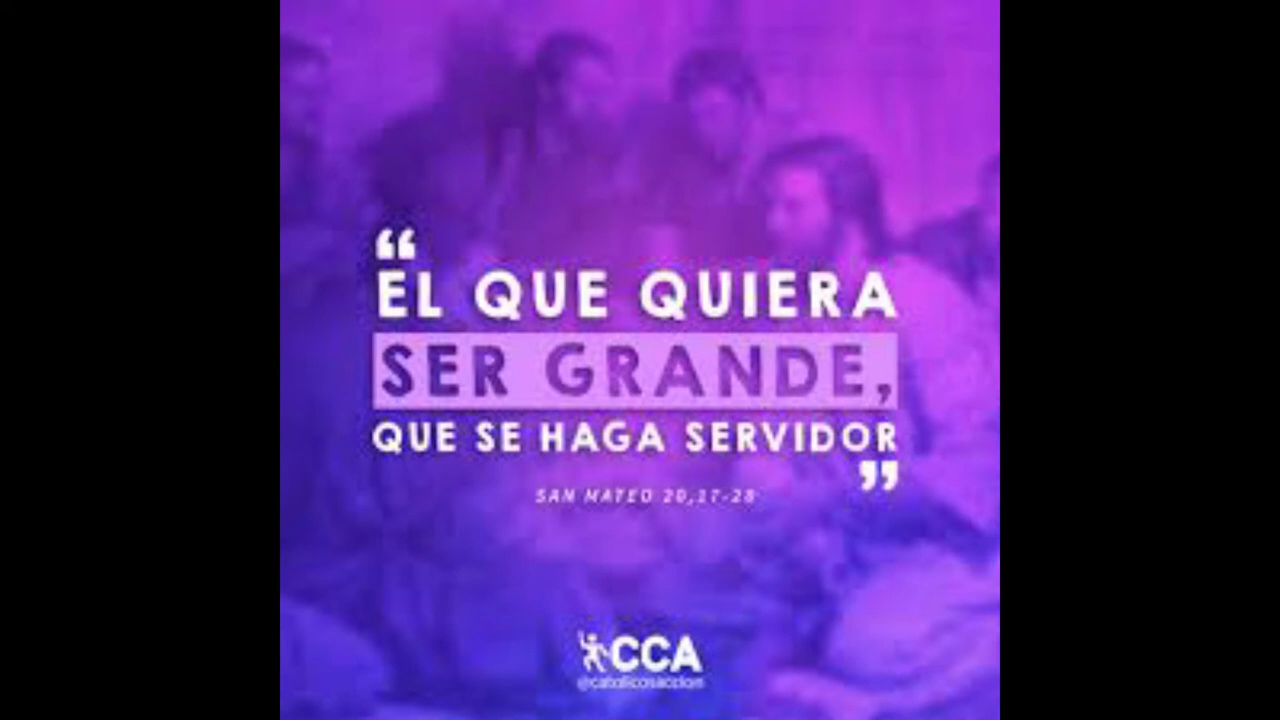 “
EL QUE QUIERA
SER GRANDE,
QUE SE HAGA SERVIDOR
”
SAN MATEO 20,17-28
CCA
@catolicosaccion